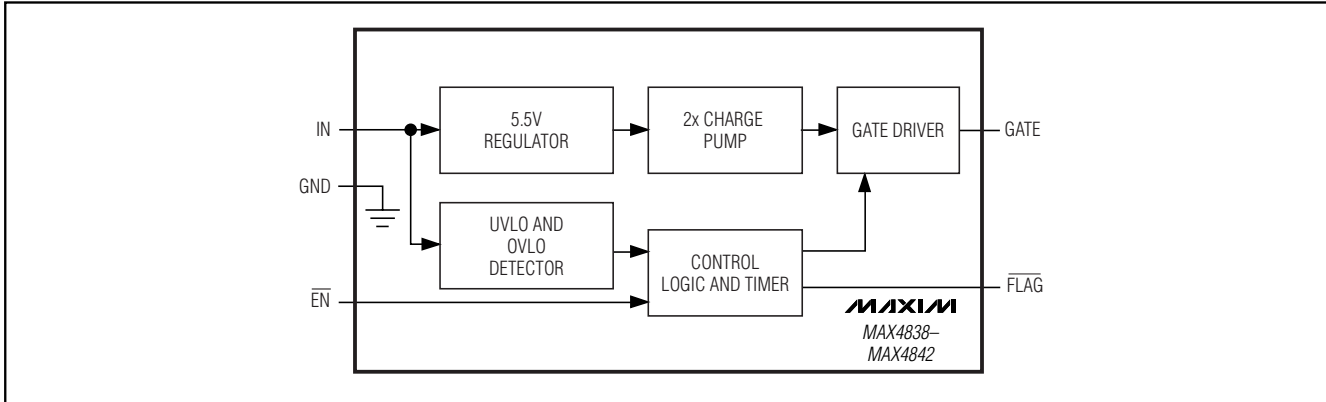 IN
5.5V
REGULATOR
2x CHARGE
PUMP
GATE DRIVER
GATE
GND
UVLO AND
OVLO
DETECTOR
CONTROL
LOGIC AND TIMER
EN
FLAG
MAXIM
MAX4838–
MAX4842